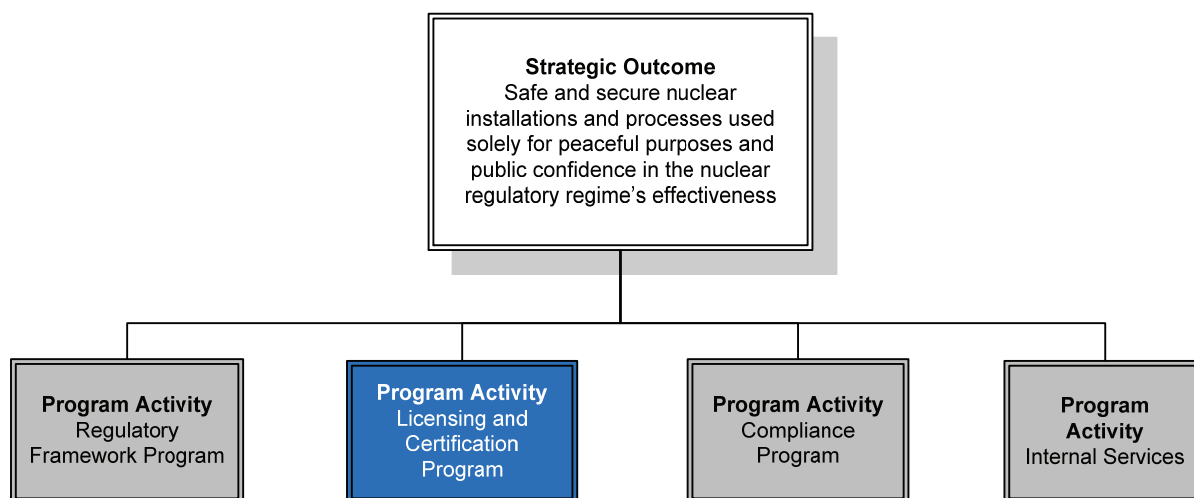 Strategic Outcome
Safe and secure nuclear
installations and processes used
solely for peaceful purposes and
public confidence in the nuclear
regulatory regime’s effectiveness
Program Activity
Regulatory
Framework Program
Program Activity
Licensing and
Certification
Program
Program Activity
Compliance
Program
Program
Activity
Internal Services